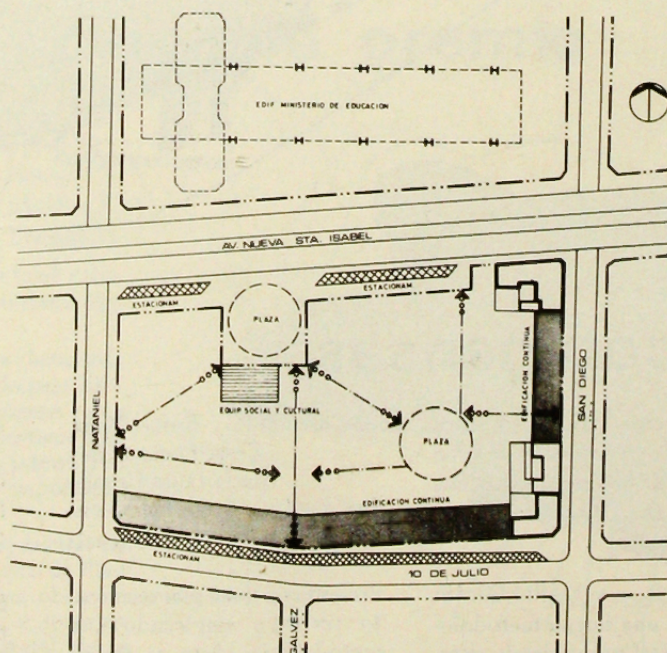 EDIF. MINISTERIO DE EDUCACION
AV. NUEVA STA. ISABEL
ESTACIONAM
ESTACIONAM
PLAZA
EQUIP SOCIAL Y CULTURAL
NATANIEL
EDIFICACION CONTINUA
SAN DIEGO
PLAZA
EDIFICACION CONTINUA
ESTACIONAM
10 DE JULIO
GALVEZ